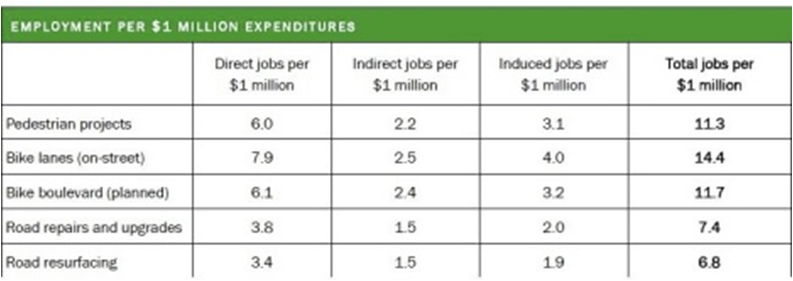 EMPLOYMENT PER $1 MILLION EXPENDITURES
Direct jobs per $1 million Indirect jobs per $1 million Induced jobs per $1 million Total jobs per $1 million
Pedestrian projects 6.0 2.2 3.1 11.3
Bike lanes (on-street) 7.9 2.5 4.0 14.4
Bike boulevard (planned) 6.1 2.4 3.2 11.7
Road repairs and upgrades 3.8 1.5 2.0 7.4
Road resurfacing 3.4 1.5 1.9 6.8